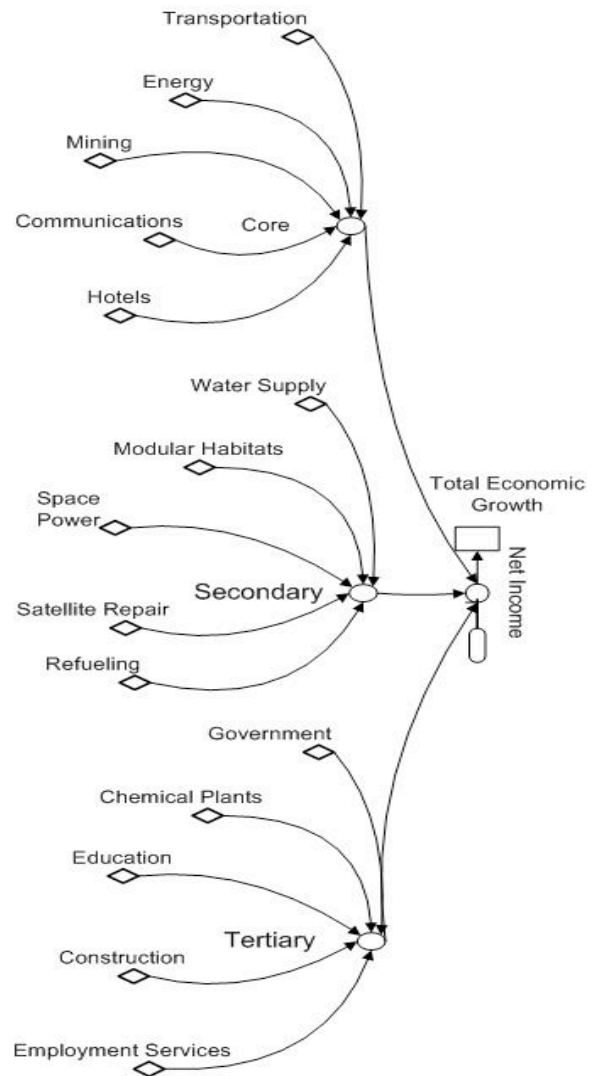 Transportation
Energy
Mining
Communications
Core
Hotels
Water Supply
Modular Habitats
Space
Power
Total Economic
Growth
Net Income
Secondary
Satellite Repair
Refueling
Government
Chemical Plants
Education
Tertiary
Construction
Employment Services